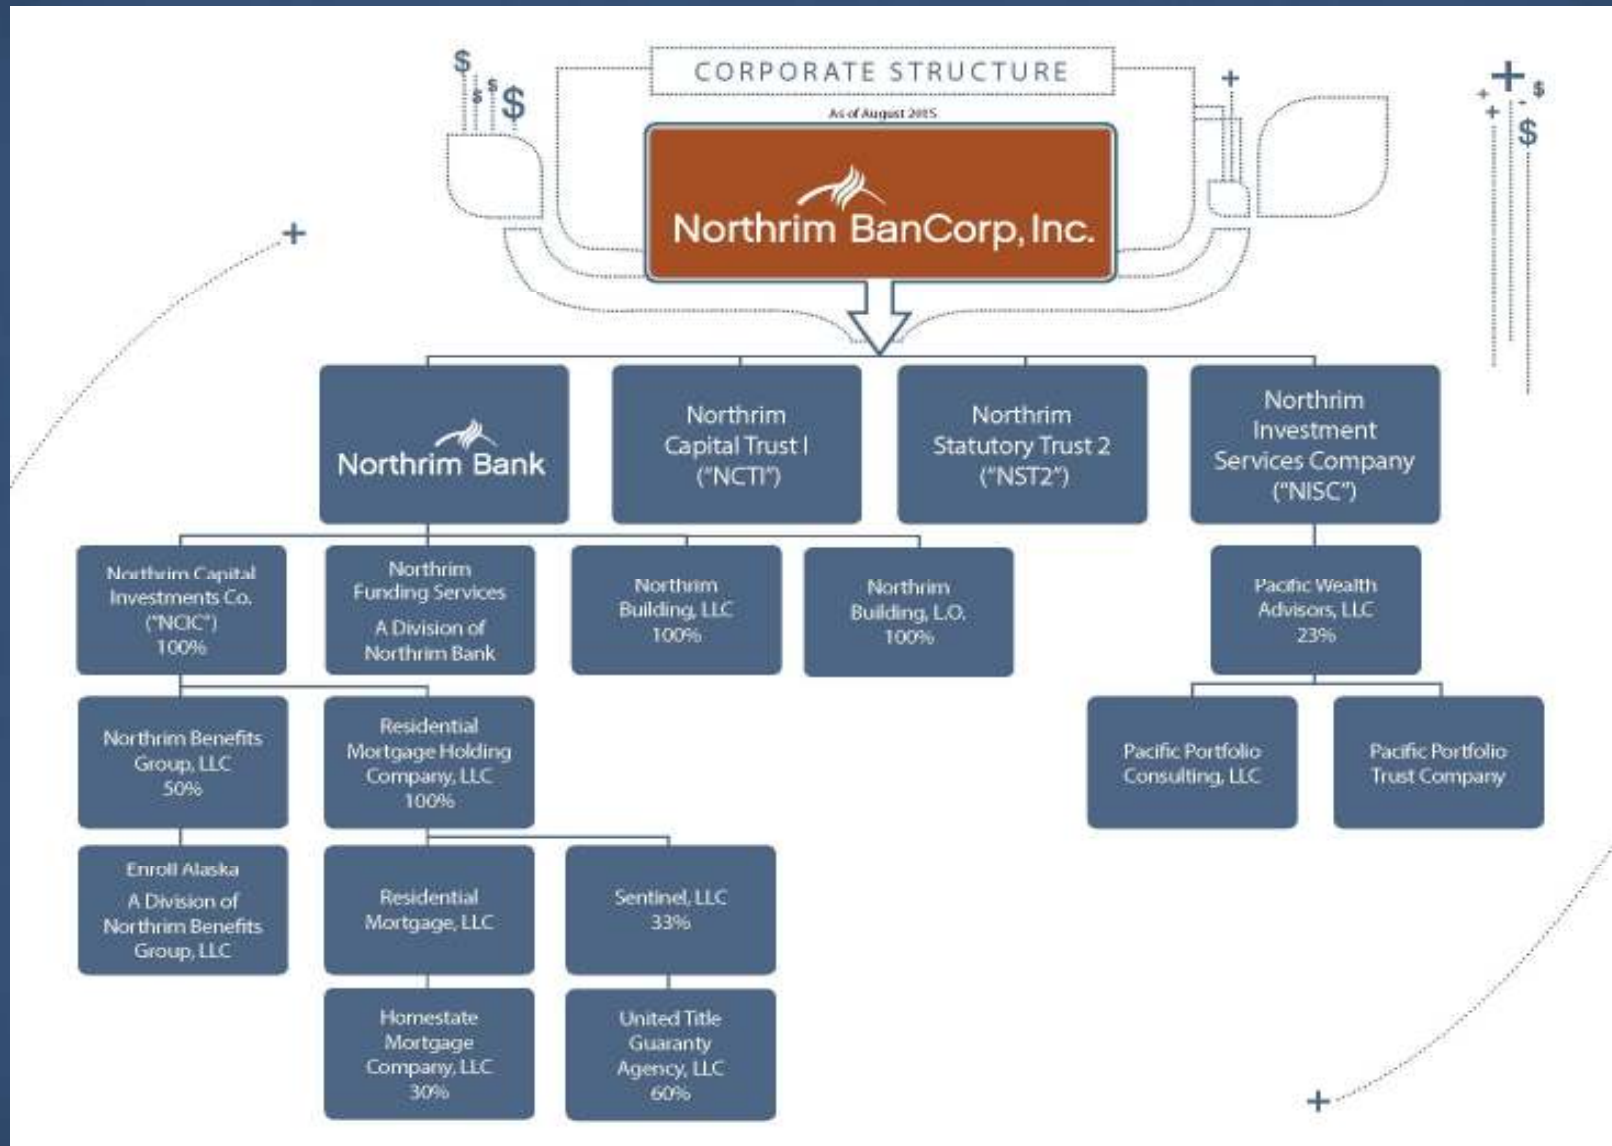 CORPORATE STRUCTURE
As of August 2015
Northrim BanCorp, Inc.
Northrim Bank
Northrim
Capital Trust I
("NCTI")
Northrim
Statutory Trust 2
("NST2")
Northrim
Investment
Services Company
("NISC")
Northrim Capital
Investments Co.
("NCIC")
100%
Northrim
Funding Services
A Division of
Northrim Bank
Northrim
Building, LLC
100%
Northrim
Building, L.O.
100%
Pacific Wealth
Advisors, LLC
23%
Northrim Benefits
Group, LLC
50%
Residential
Mortgage Holding
Company, LLC
100%
Pacific Portfolio
Consulting, LLC
Pacific Portfolio
Trust Company
Enroll Alaska
A Division of
Northrim Benefits
Group, LLC
Residential
Mortgage, LLC
Sentinel, LLC
33%
Homestate
Mortgage
Company, LLC
30%
United Title
Guaranty
Agency, LLC
60%